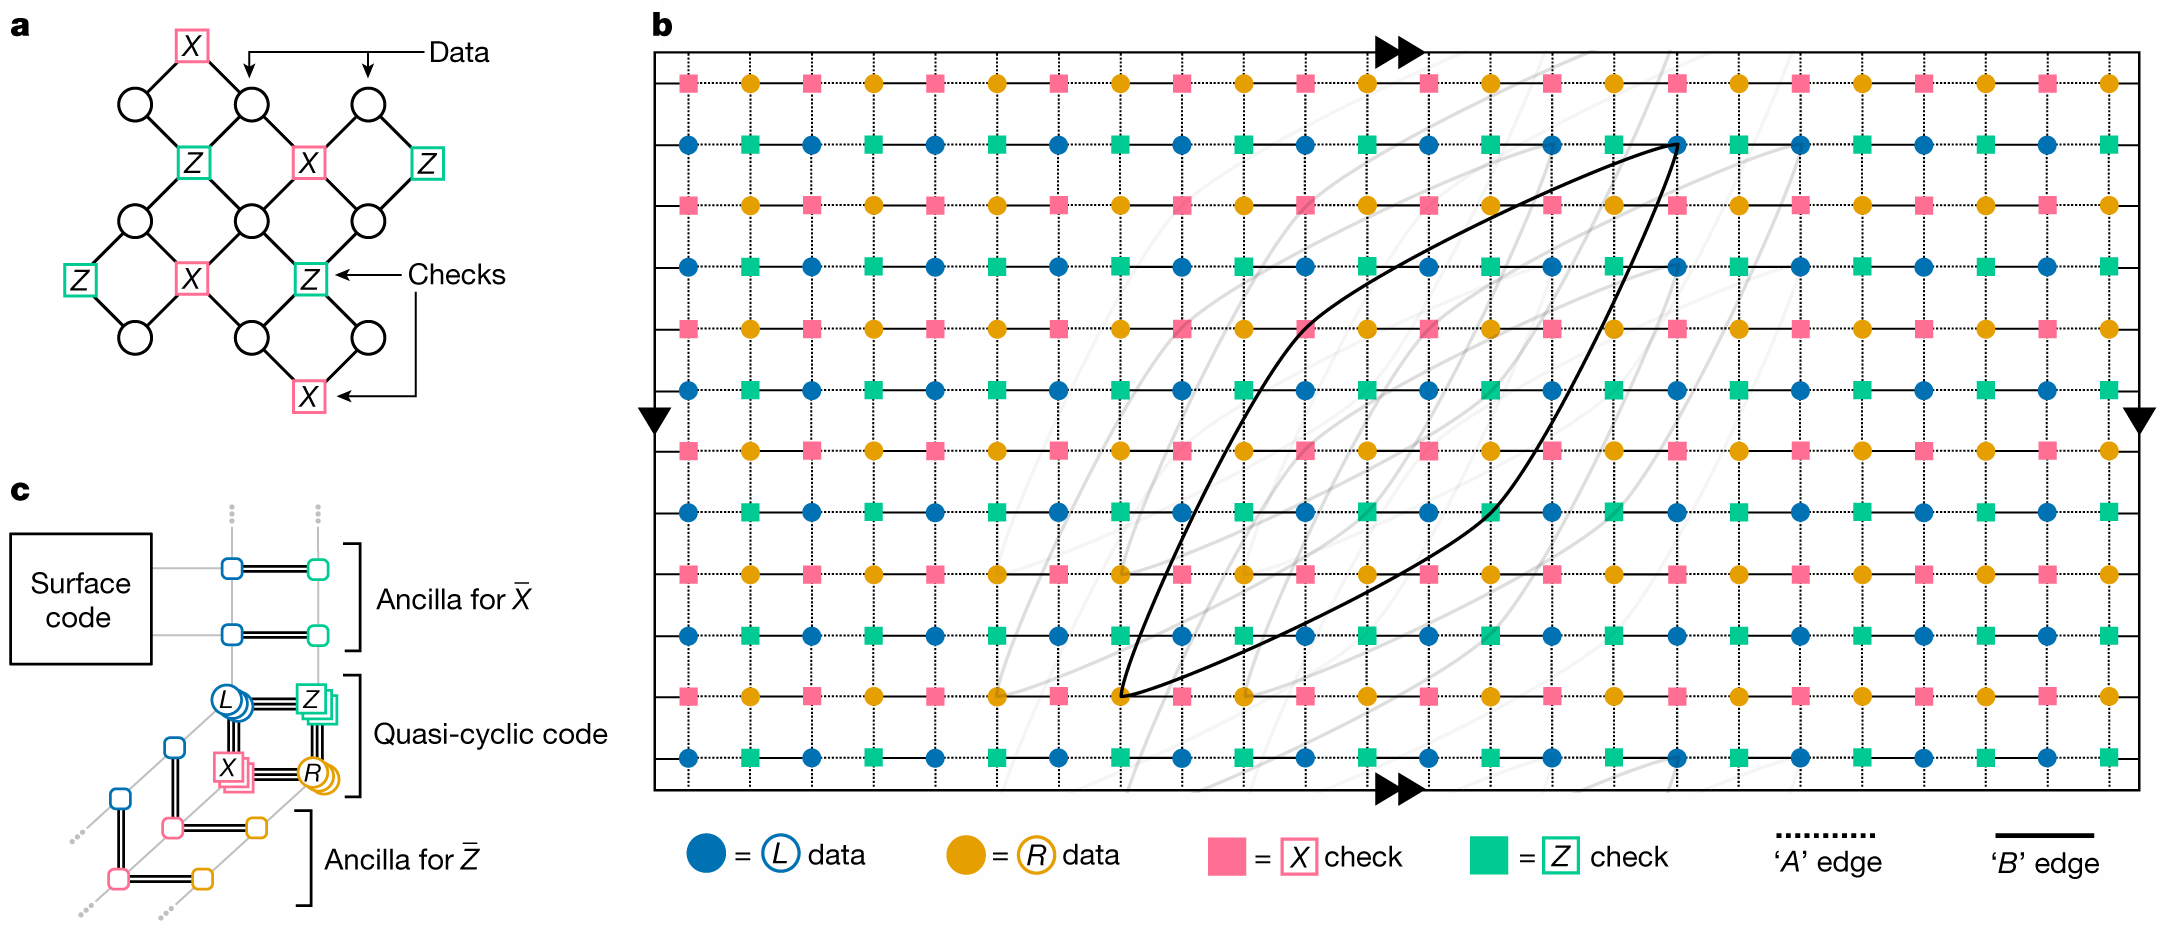 a
X
Data
Z X Z
Z X Z
Checks
X
b
c
Surface
code
Ancilla for X̅
L Z
Quasi-cyclic code
X R
Ancilla for Z̅
= L data
= R data
= X check
= Z check
‘A’ edge
‘B’ edge